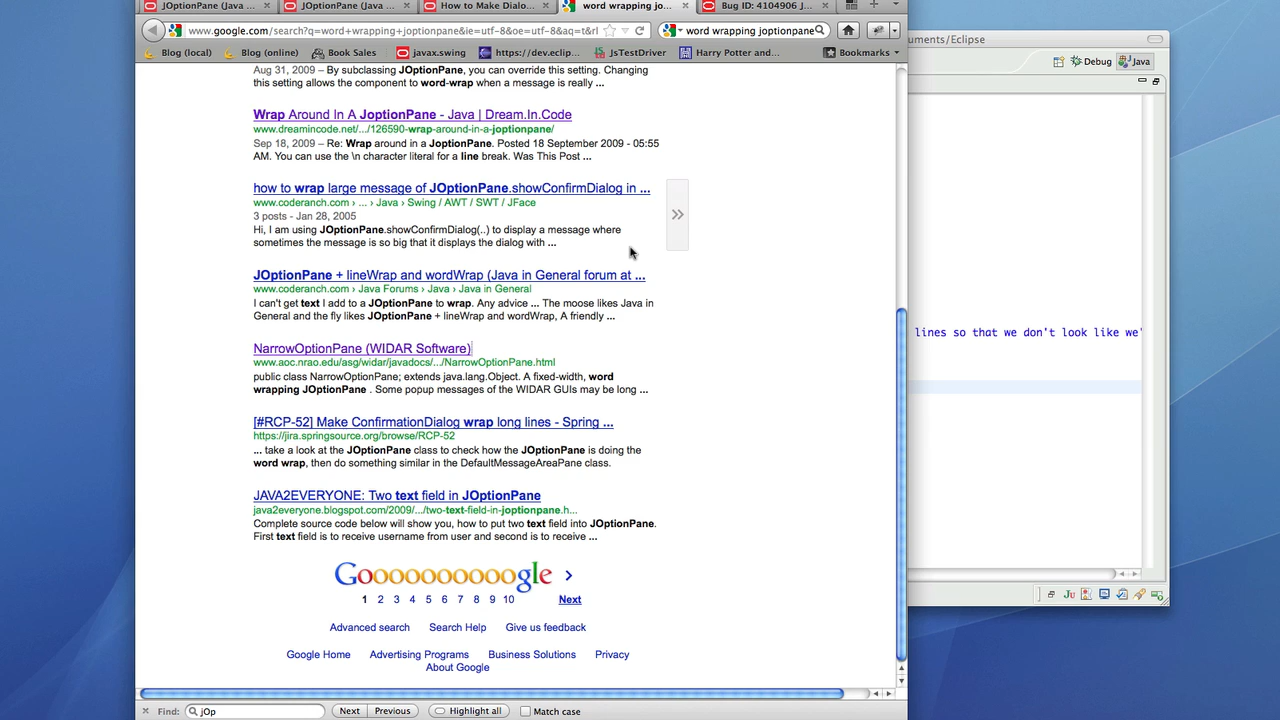 JOptionPane (Java ...
JOptionPane (Java ...
How to Make Dialo...
word wrapping jo...
Bug ID: 4104906 J...
www.google.com/search?q=word+wrapping+joptionpane&ie=utf-8&oe=utf-8&aq=t&rl
word wrapping joptionpane
Blog (local)
Blog (online)
Book Sales
javax.swing
https://dev.eclip...
JsTestDriver
Harry Potter and...
Bookmarks
uments/Eclipse
Debug
Java
Aug 31, 2009 – By subclassing JOptionPane, you can override this setting. Changing
this setting allows the component to word-wrap when a message is really ...
Wrap Around In A JoptionPane - Java | Dream.In.Code
www.dreamincode.net/.../126590-wrap-around-in-a-joptionpane/
Sep 18, 2009 – Re: Wrap around in a JoptionPane. Posted 18 September 2009 - 05:55
AM. You can use the \n character literal for a line break. Was This Post ...
how to wrap large message of JOptionPane.showConfirmDialog in ...
www.coderanch.com › ... › Java › Swing / AWT / SWT / JFace
3 posts - Jan 28, 2005
Hi, I am using JOptionPane.showConfirmDialog(..) to display a message where
sometimes the message is so big that it displays the dialog with ...
JOptionPane + lineWrap and wordWrap (Java in General forum at ...
www.coderanch.com › Java Forums › Java › Java in General
I can't get text I add to a JOptionPane to wrap. Any advice ... The moose likes Java in
General and the fly likes JOptionPane + lineWrap and wordWrap, A friendly ...
lines so that we don't look like we'
NarrowOptionPane (WIDAR Software)
www.aoc.nrao.edu/asg/widar/javadocs/.../NarrowOptionPane.html
public class NarrowOptionPane; extends java.lang.Object. A fixed-width, word
wrapping JOptionPane . Some popup messages of the WIDAR GUIs may be long ...
[#RCP-52] Make ConfirmationDialog wrap long lines - Spring ...
https://jira.springsource.org/browse/RCP-52
... take a look at the JOptionPane class to check how the JOptionPane is doing the
word wrap, then do something similar in the DefaultMessageAreaPane class.
JAVA2EVERYONE: Two text field in JOptionPane
java2everyone.blogspot.com/2009/.../two-text-field-in-joptionpane.h...
Complete source code below will show you, how to put two text field into JOptionPane.
First text field is to receive username from user and second is to receive ...
Goooooooooogle
1 2 3 4 5 6 7 8 9 10 Next
Advanced search Search Help Give us feedback
Google Home Advertising Programs Business Solutions Privacy
About Google
Find: jOp Next Previous Highlight all Match case